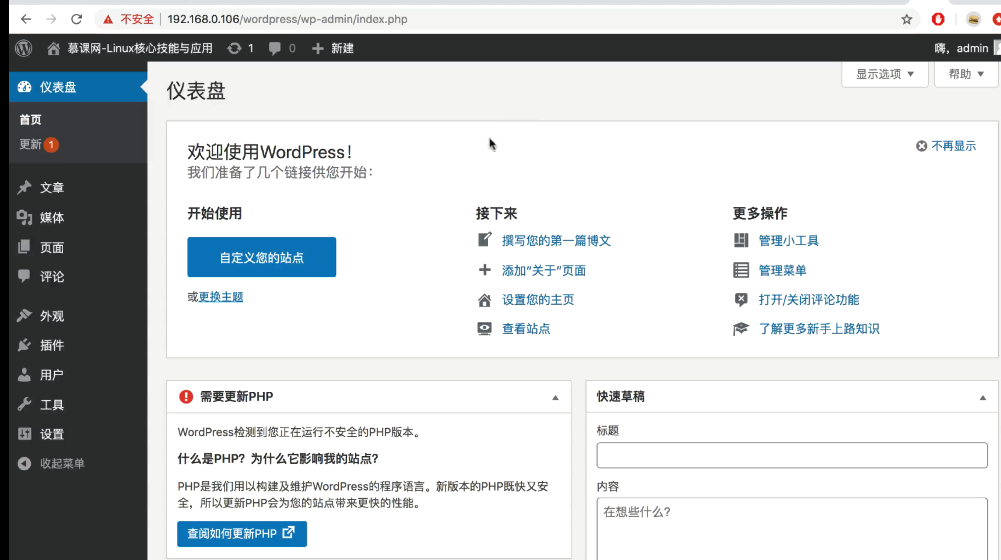 不安全 192.168.0.106/wordpress/wp-admin/index.php
慕课网-Linux核心技能与应用 1 0 新建 嗨，admin
仪表盘
首页
更新 1
文章
媒体
页面
评论
外观
插件
用户
工具
设置
收起菜单
显示选项 帮助
仪表盘
欢迎使用WordPress！
我们准备了几个链接供您开始：
不再显示
开始使用
自定义您的站点
或更换主题
接下来
撰写您的第一篇博文
添加“关于”页面
设置您的主页
查看站点
更多操作
管理小工具
管理菜单
打开/关闭评论功能
了解更多新手上路知识
需要更新PHP
WordPress检测到您正在运行不安全的PHP版本。
什么是PHP？为什么它影响我的站点？
PHP是我们用以构建及维护WordPress的程序语言。新版本的PHP既快又安
全，所以更新PHP会为您的站点带来更快的性能。
查阅如何更新PHP
快速草稿
标题
内容
在想些什么？